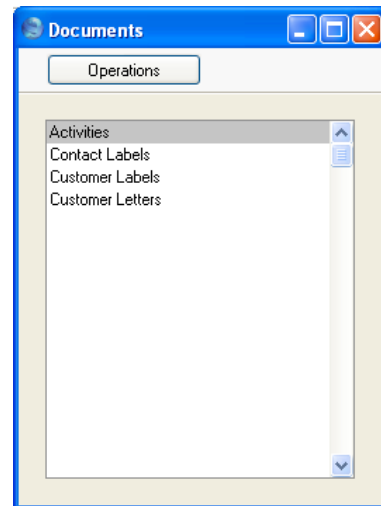 Documents
Operations
Activities
Contact Labels
Customer Labels
Customer Letters